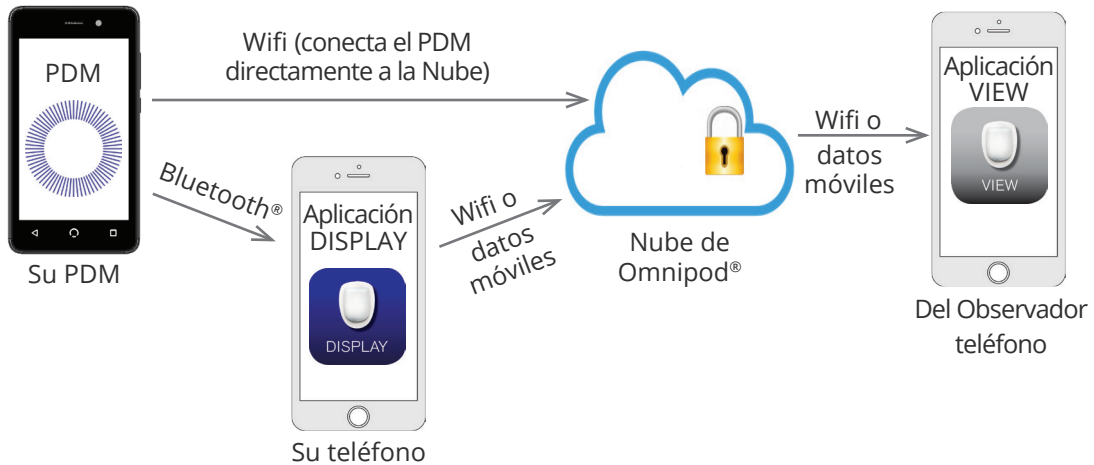 PDM
Su PDM
Wifi (conecta el PDM
directamente a la Nube)
Bluetooth®
Aplicación
DISPLAY
DISPLAY
Su teléfono
Wifi o
datos
móviles
Nube de
Omnipod®
Wifi o
datos
móviles
Aplicación
VIEW
VIEW
Del Observador
teléfono